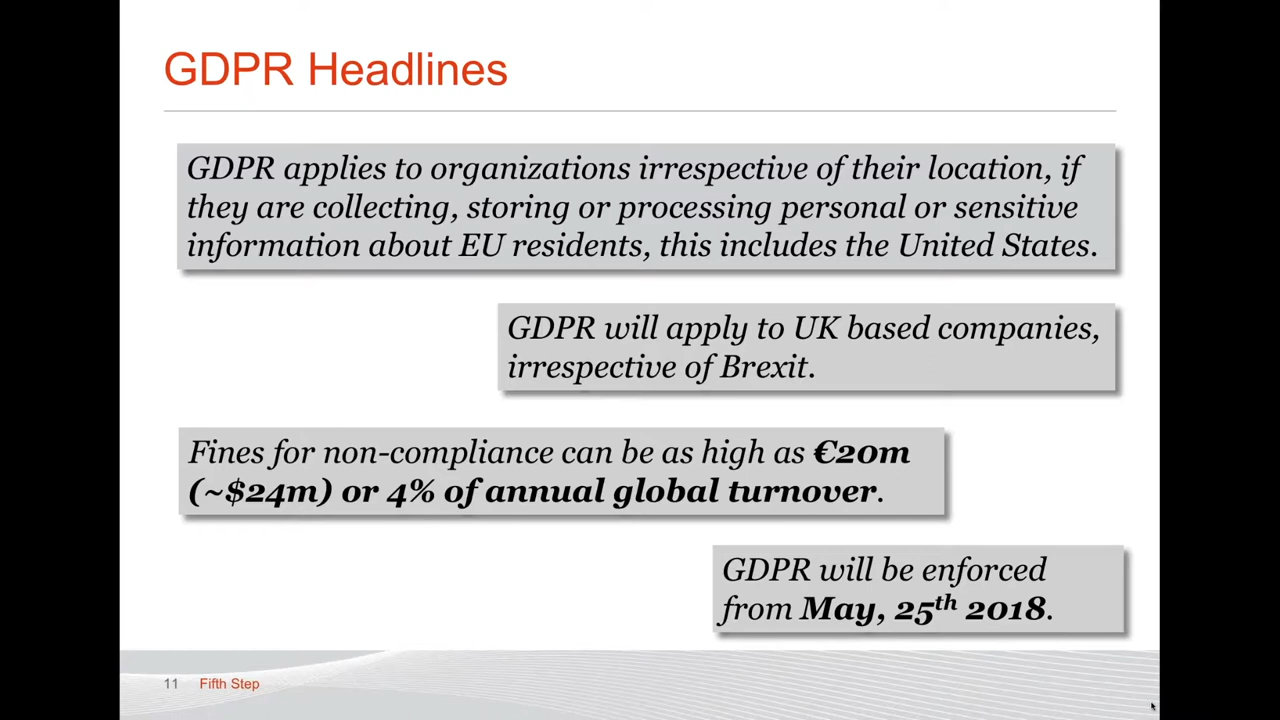 GDPR Headlines
GDPR applies to organizations irrespective of their location, if
they are collecting, storing or processing personal or sensitive
information about EU residents, this includes the United States.
GDPR will apply to UK based companies,
irrespective of Brexit.
Fines for non-compliance can be as high as €20m
(~$24m) or 4% of annual global turnover.
GDPR will be enforced
from May, 25th 2018.
11 Fifth Step